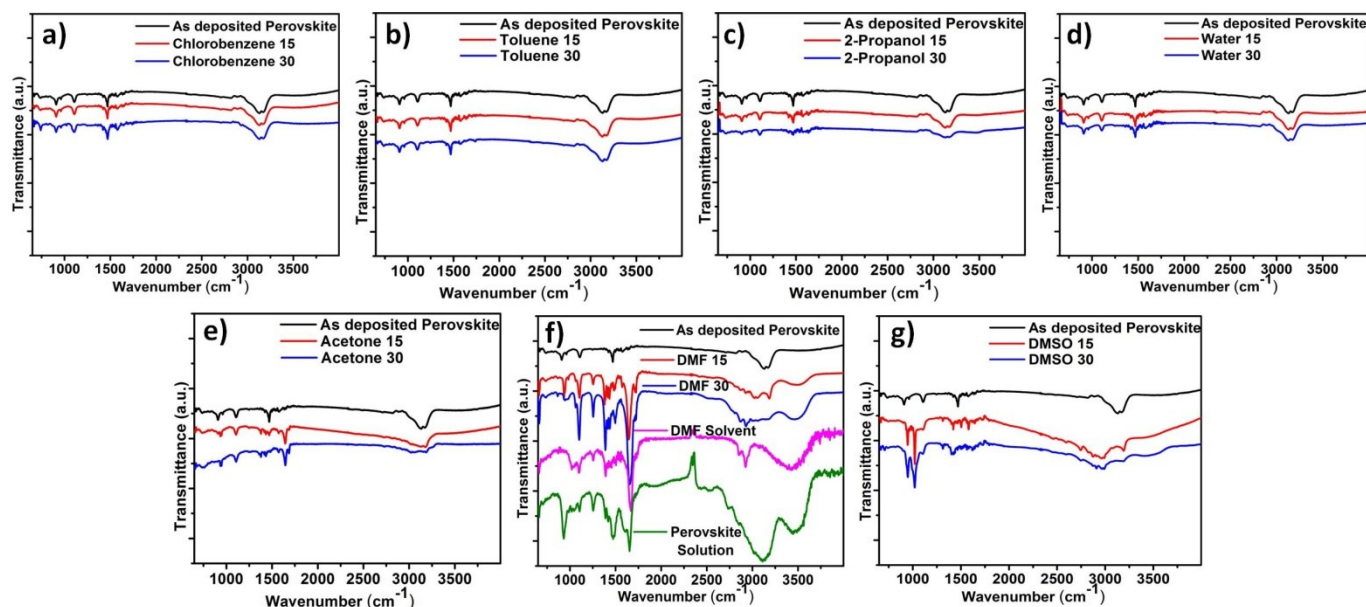 a)
As deposited Perovskite
Chlorobenzene 15
Chlorobenzene 30
Transmittance (a.u.)
1000 1500 2000 2500 3000 3500
Wavenumber (cm-1)
b)
As deposited Perovskite
Toluene 15
Toluene 30
Transmittance (a.u.)
1000 1500 2000 2500 3000 3500
Wavenumber (cm-1)
c)
As deposited Perovskite
2-Propanol 15
2-Propanol 30
Transmittance (a.u.)
1000 1500 2000 2500 3000 3500
Wavenumber (cm-1)
d)
As deposited Perovskite
Water 15
Water 30
Transmittance (a.u.)
1000 1500 2000 2500 3000 3500
Wavenumber (cm-1)
e)
As deposited Perovskite
Acetone 15
Acetone 30
Transmittance (a.u.)
1000 1500 2000 2500 3000 3500
Wavenumber (cm-1)
f)
As deposited Perovskite
DMF 15
DMF 30
DMF Solvent
Perovskite
Solution
Transmittance (a.u.)
1000 1500 2000 2500 3000 3500
Wavenumber (cm-1)
g)
As deposited Perovskite
DMSO 15
DMSO 30
Transmittance (a.u.)
1000 1500 2000 2500 3000 3500
Wavenumber (cm-1)